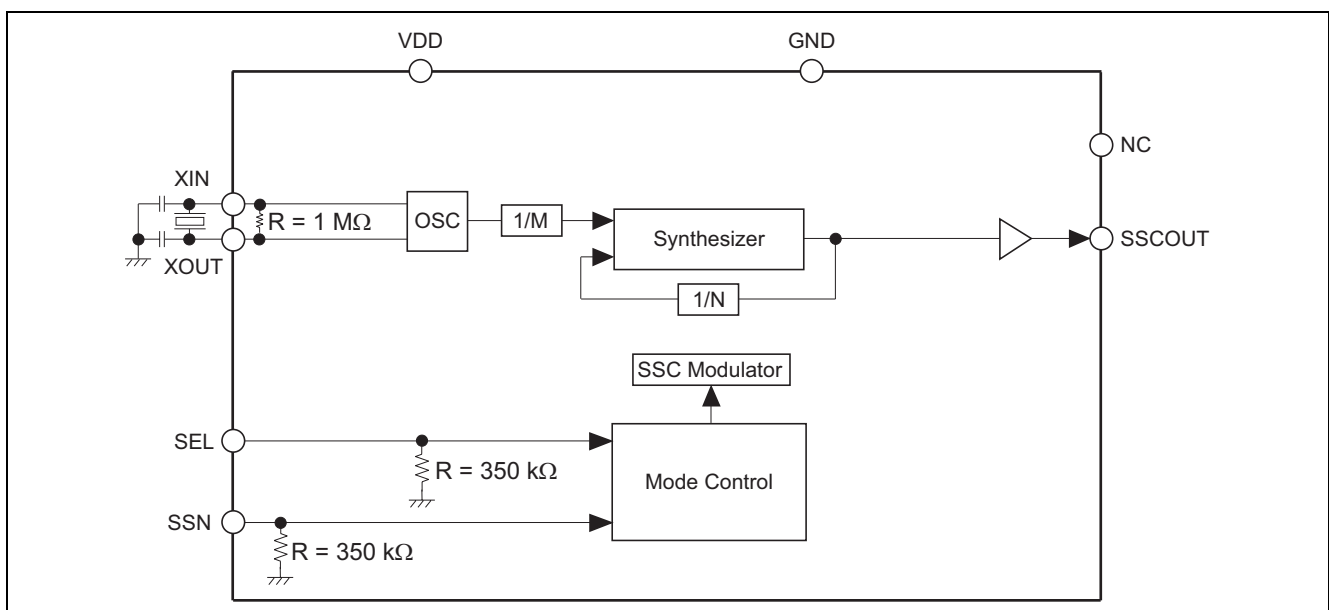 VDD
GND
NC
XIN
R = 1 MΩ
OSC
1/M
Synthesizer
SSCOUT
XOUT
1/N
SSC Modulator
SEL
R = 350 kΩ
Mode Control
SSN
R = 350 kΩ